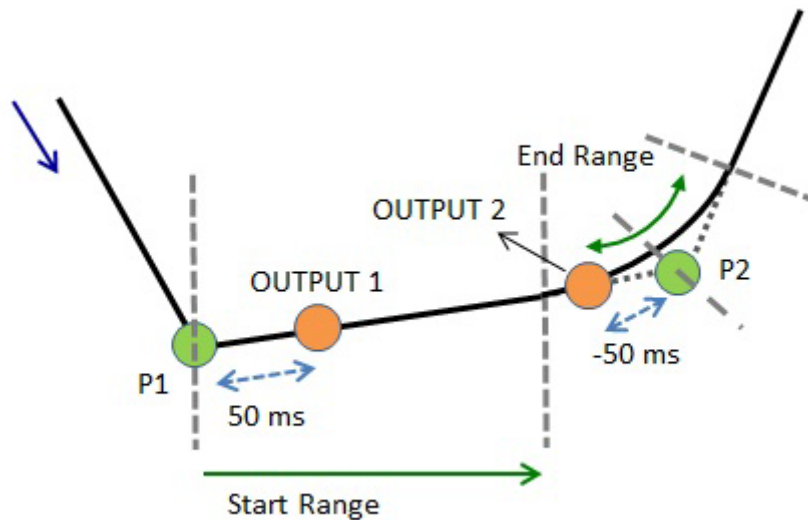 End Range
OUTPUT 2
OUTPUT 1
P2
P1
-50 ms
50 ms
Start Range